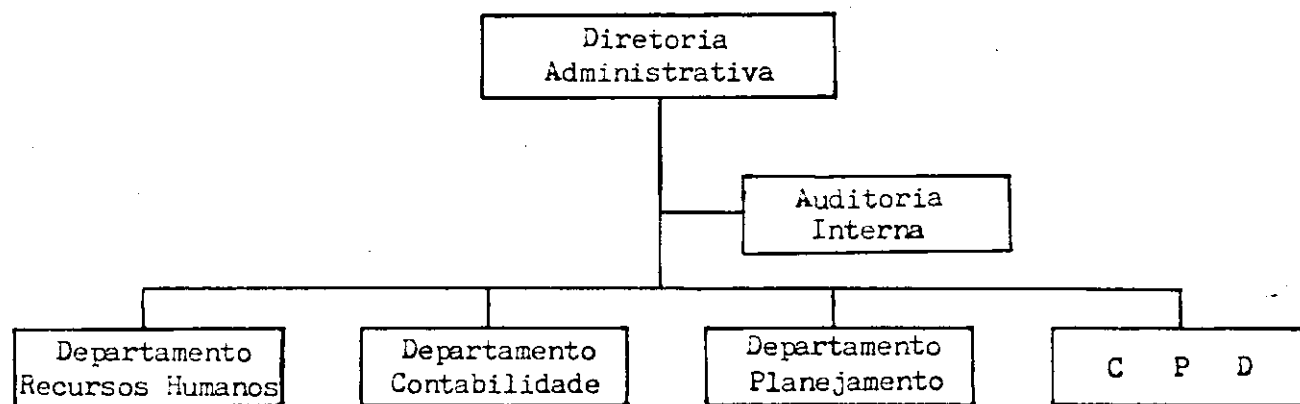 Diretoria
Administrativa
Auditoria
Interna
Departamento
Recursos Humanos
Departamento
Contabilidade
Departamento
Planejamento
C P D